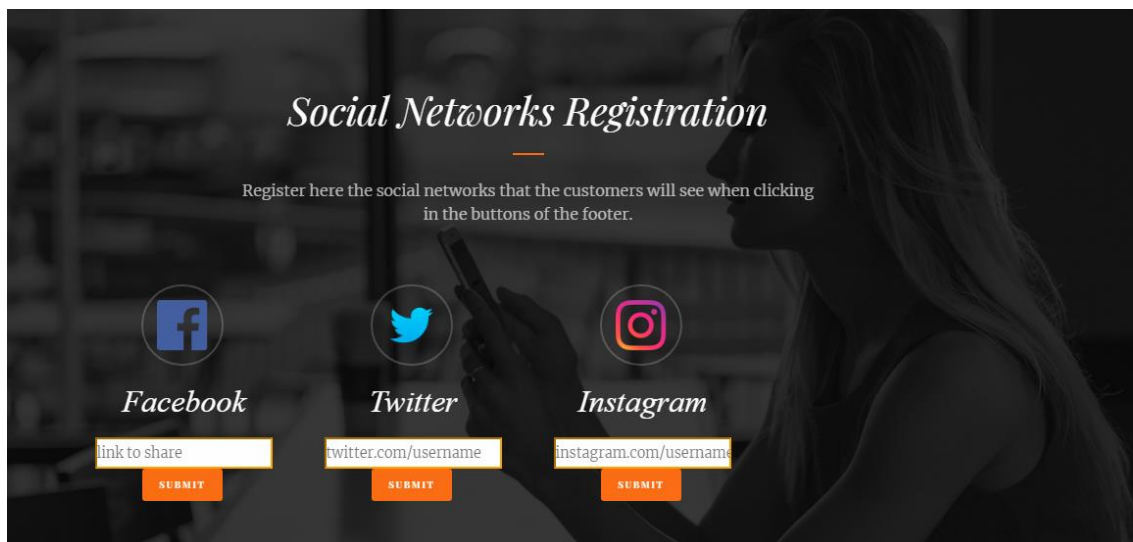 Social Networks Registration
Register here the social networks that the customers will see when clicking
in the buttons of the footer.
Facebook
Twitter
Instagram
link to share
twitter.com/username
instagram.com/username
SUBMIT
SUBMIT
SUBMIT